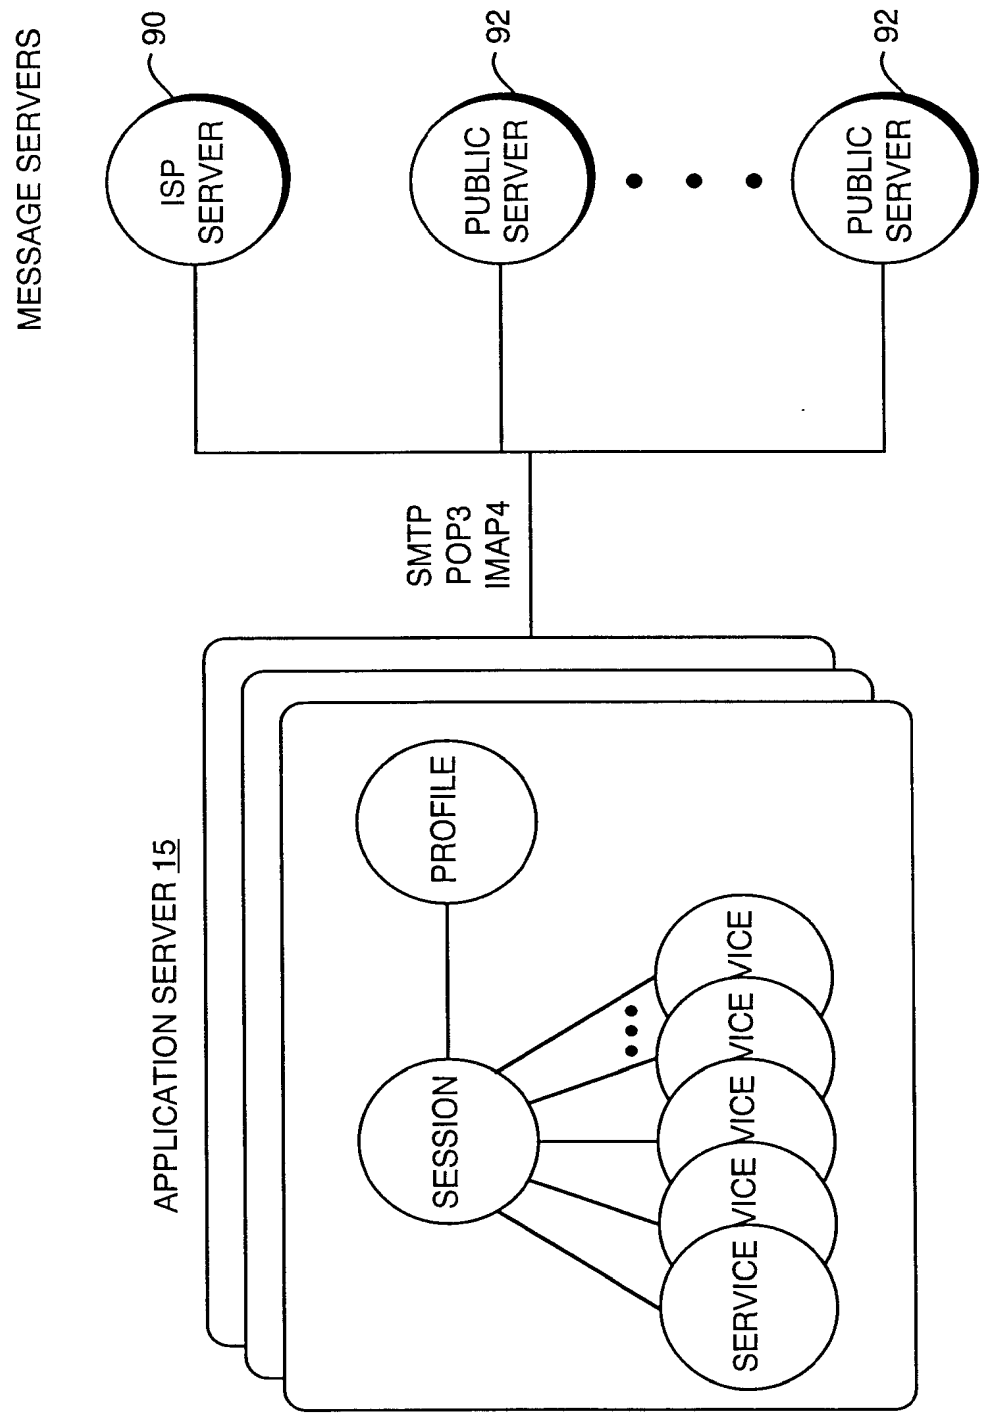 MESSAGE SERVERS
APPLICATION SERVER 15
ISP
SERVER
90
PUBLIC
SERVER
92
PUBLIC
SERVER
92
SMTP
POP3
IMAP4
SESSION
PROFILE
SERVICE
VICE
VICE
VICE
VICE